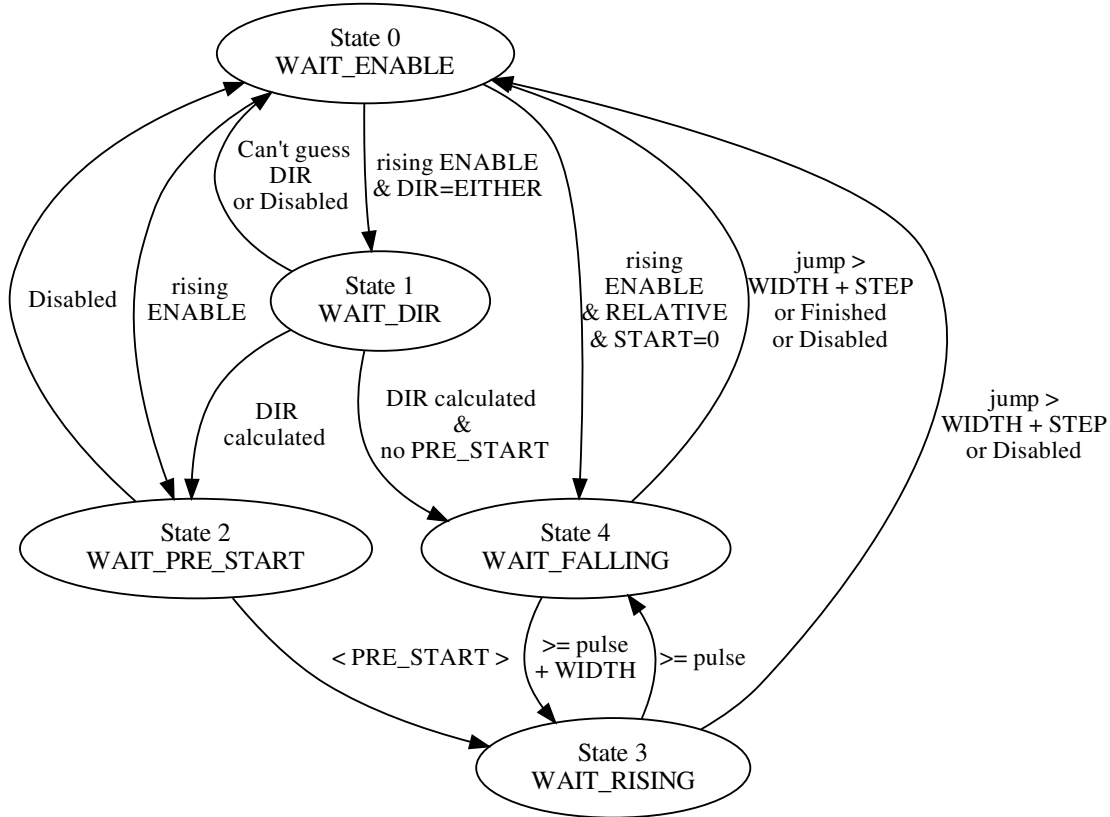 State 0
WAIT_ENABLE
Can't guess
DIR
or Disabled
rising ENABLE
& DIR=EITHER
Disabled
rising
ENABLE
State 1
WAIT_DIR
rising
ENABLE
& RELATIVE
& START=0
jump >
WIDTH + STEP
or Finished
or Disabled
DIR
calculated
DIR calculated
&
no PRE_START
jump >
WIDTH + STEP
or Disabled
State 2
WAIT_PRE_START
State 4
WAIT_FALLING
< PRE_START >
>= pulse
+ WIDTH
>= pulse
State 3
WAIT_RISING